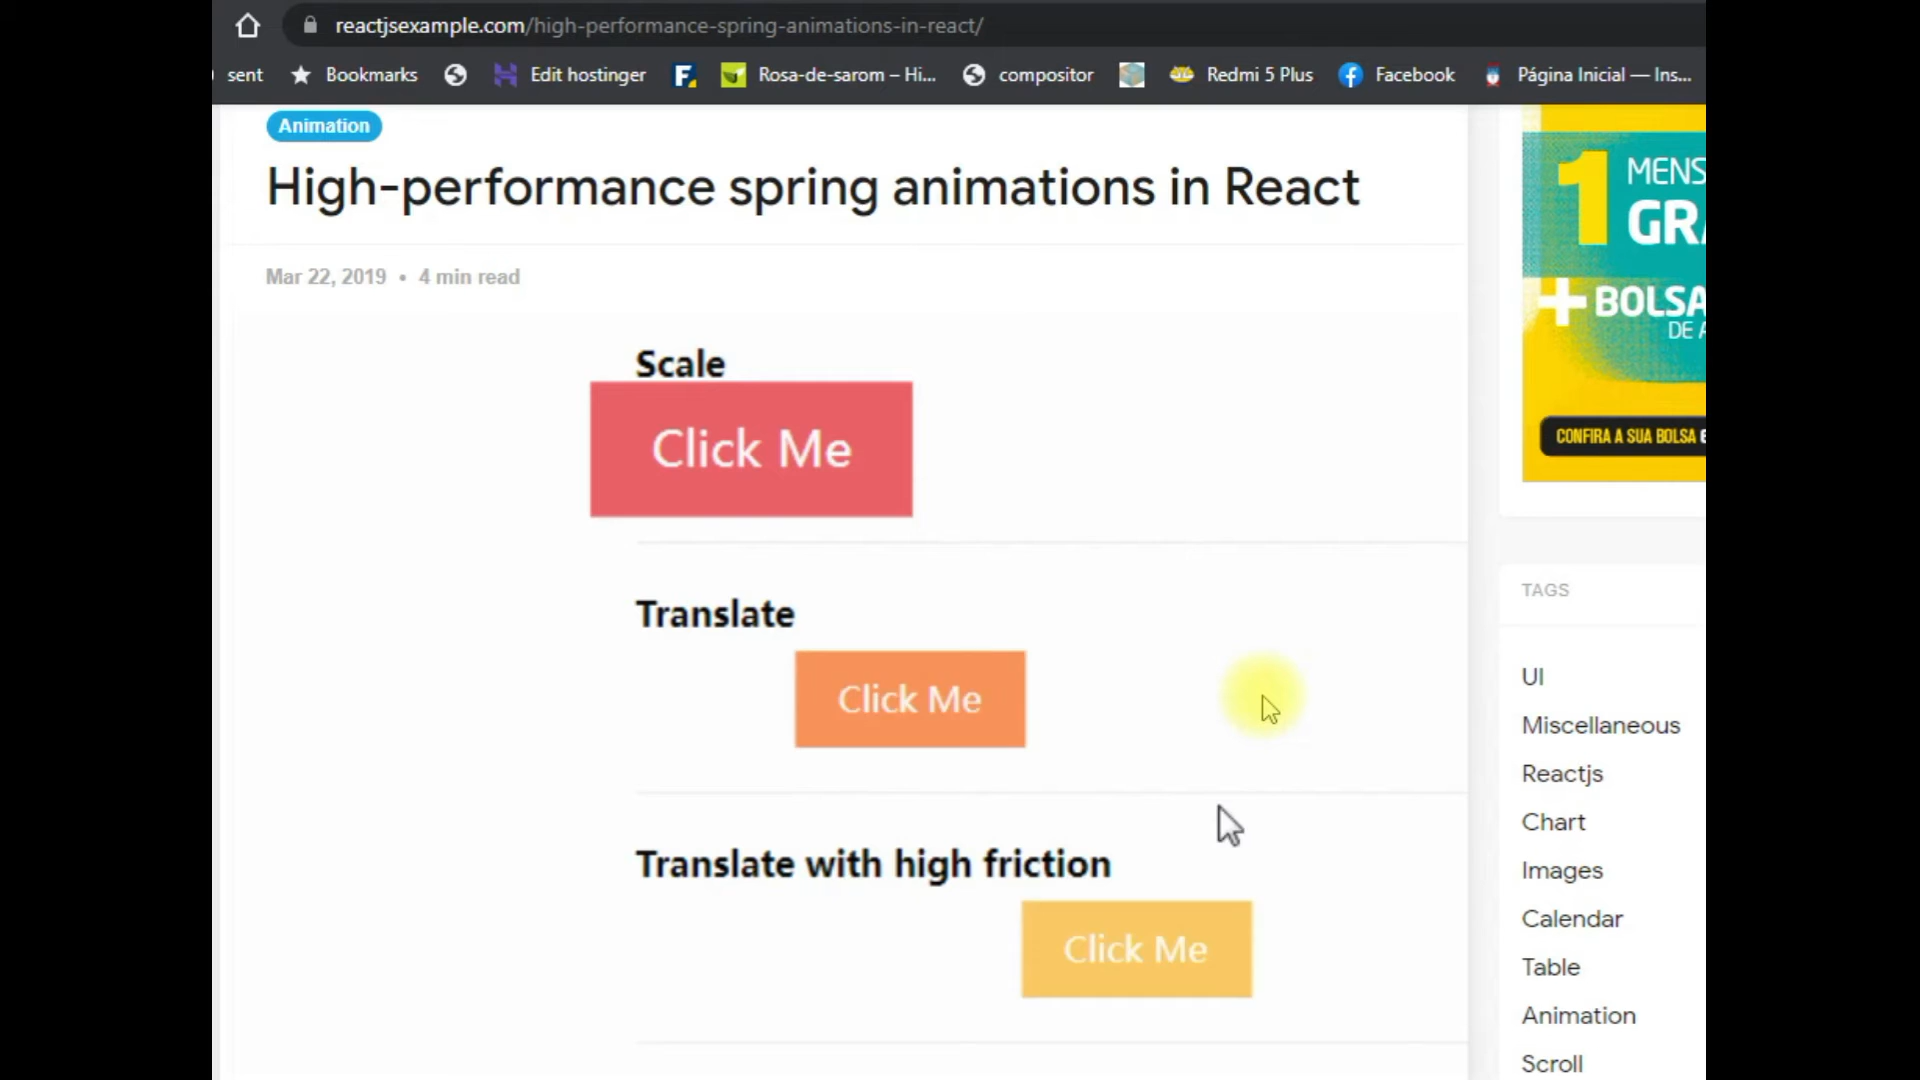 reactjsexample.com/high-performance-spring-animations-in-react/
sent Bookmarks Edit hostinger Rosa-de-sarom – Hi... compositor Redmi 5 Plus Facebook Página Inicial — Ins...
Animation
High-performance spring animations in React
Mar 22, 2019 • 4 min read
Scale
Click Me
Translate
Click Me
Translate with high friction
Click Me
1 MENS
GRA
+ BOLSA
DE A
CONFIRA A SUA BOLSA
TAGS
UI
Miscellaneous
Reactjs
Chart
Images
Calendar
Table
Animation
Scroll